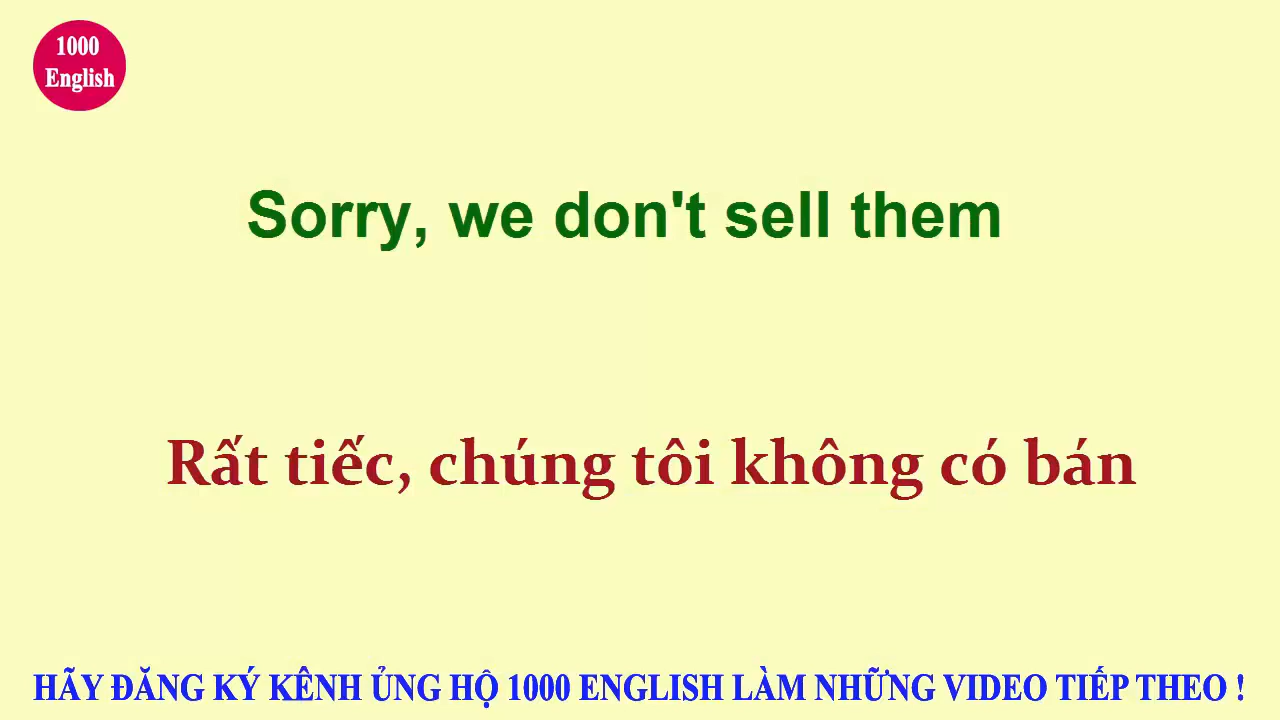 1000
English
Sorry, we don't sell them
Rất tiếc, chúng tôi không có bán
HÃY ĐĂNG KÝ KÊNH ỦNG HỘ 1000 ENGLISH LÀM NHỮNG VIDEO TIẾP THEO !